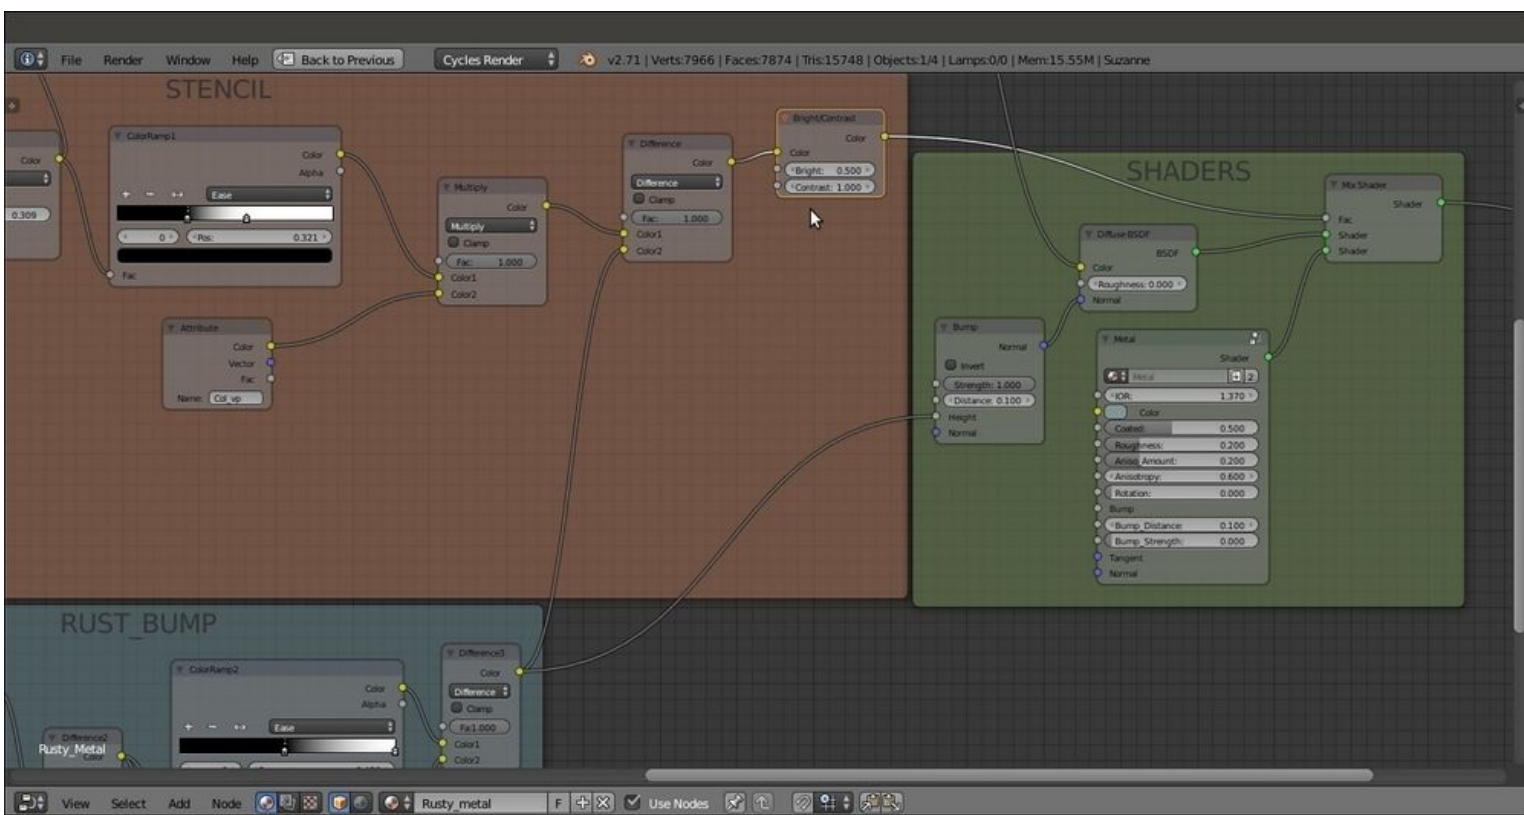 File Render Window Help Back to Previous Cycles Render v2.71 | Verts:7966 | Faces:7874 | Tris:15748 | Objects:1/4 | Lamps:0/0 | Mem:15.55M | Suzanne
STENCIL
Color
0.309
ColorRamp1
Color
Alpha
Ease
0 Pos: 0.321
Fac
Attribute
Color
Vector
Fac
Name: Col_vp
Multiply
Color
Multiply
Clamp
Fac: 1.000
Color1
Color2
Difference
Color
Difference
Clamp
Fac: 1.000
Color1
Color2
Bright/Contrast
Color
Color
Bright: 0.500
Contrast: 1.000
SHADERS
Mix Shader
Shader
Fac
Shader
Shader
Diffuse BSDF
BSDF
Color
Roughness: 0.000
Normal
Bump
Normal
Invert
Strength: 1.000
Distance: 0.100
Height
Normal
Metal
Shader
Metal 2
IOR: 1.370
Color
Coated: 0.500
Roughness: 0.200
Aniso_Amount: 0.200
Anisotropy: 0.600
Rotation: 0.000
Bump
Bump_Distance: 0.100
Bump_Strength: 0.000
Tangent
Normal
RUST_BUMP
Difference2
Color
Rusty_Metal
ColorRamp2
Color
Alpha
Ease
Difference3
Color
Difference
Clamp
Fa:1.000
Color1
Color2
View Select Add Node Rusty_metal F Use Nodes